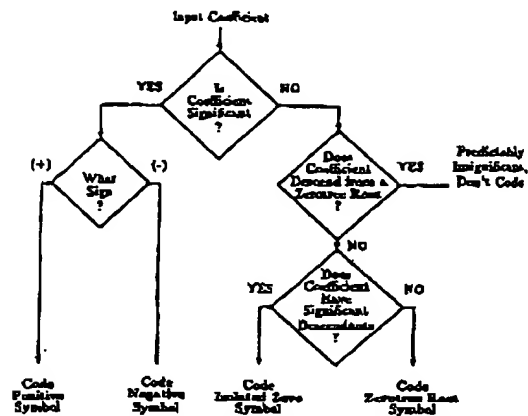 Input Coefficient
YES
Is
Coefficient
Significant
?
NO
(+)
What
Sign
?
(-)
Does
Coefficient
Descend from a
Zerotree Root
?
YES
Predictably
Insignificant,
Don't Code
NO
YES
Does
Coefficient
Have
Significant
Descendants
?
NO
Code
Positive
Symbol
Code
Negative
Symbol
Code
Isolated Zero
Symbol
Code
Zerotree Root
Symbol